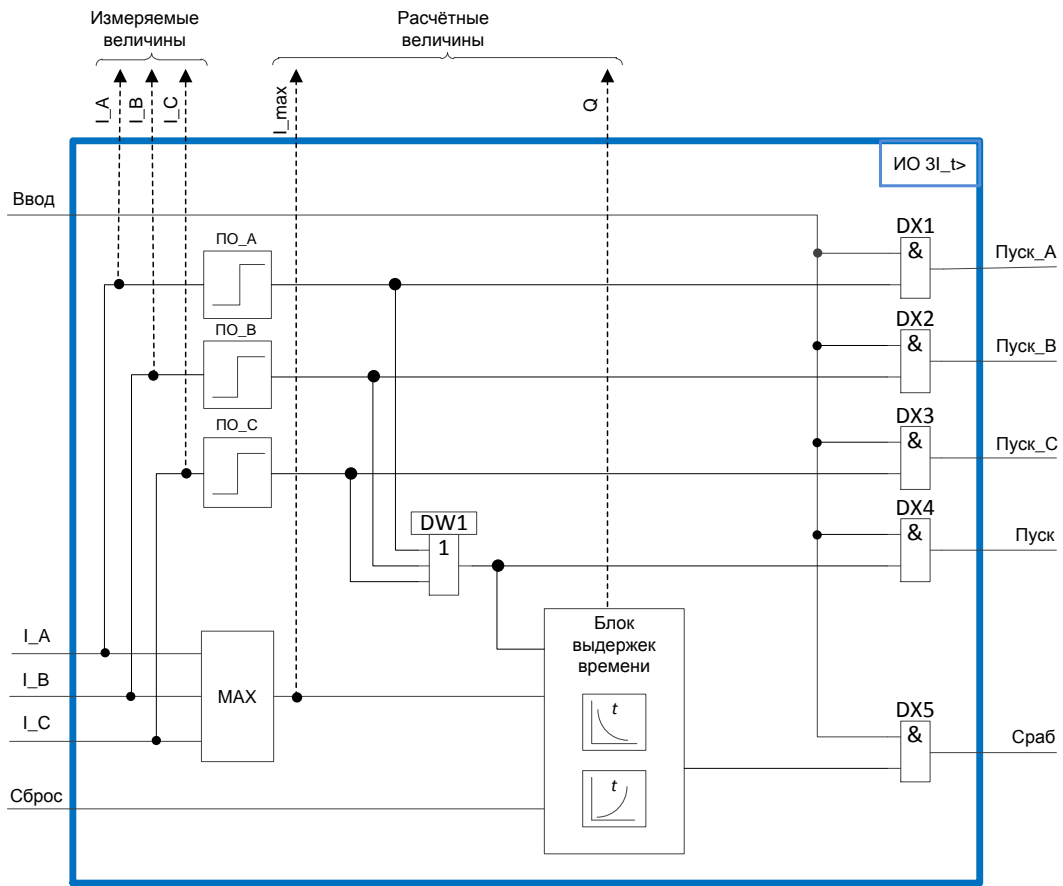 Измеряемые
величины
Расчётные
величины
I_A
I_B
I_C
I_max
Q
ИО 3I_t>
Ввод
ПО_А
DX1
&
Пуск_А
ПО_В
DX2
&
Пуск_В
ПО_С
DX3
&
Пуск_С
DW1
1
DX4
&
Пуск
I_A
I_B
I_C
MAX
Блок
выдержек
времени
t
t
DX5
&
Сраб
Сброс